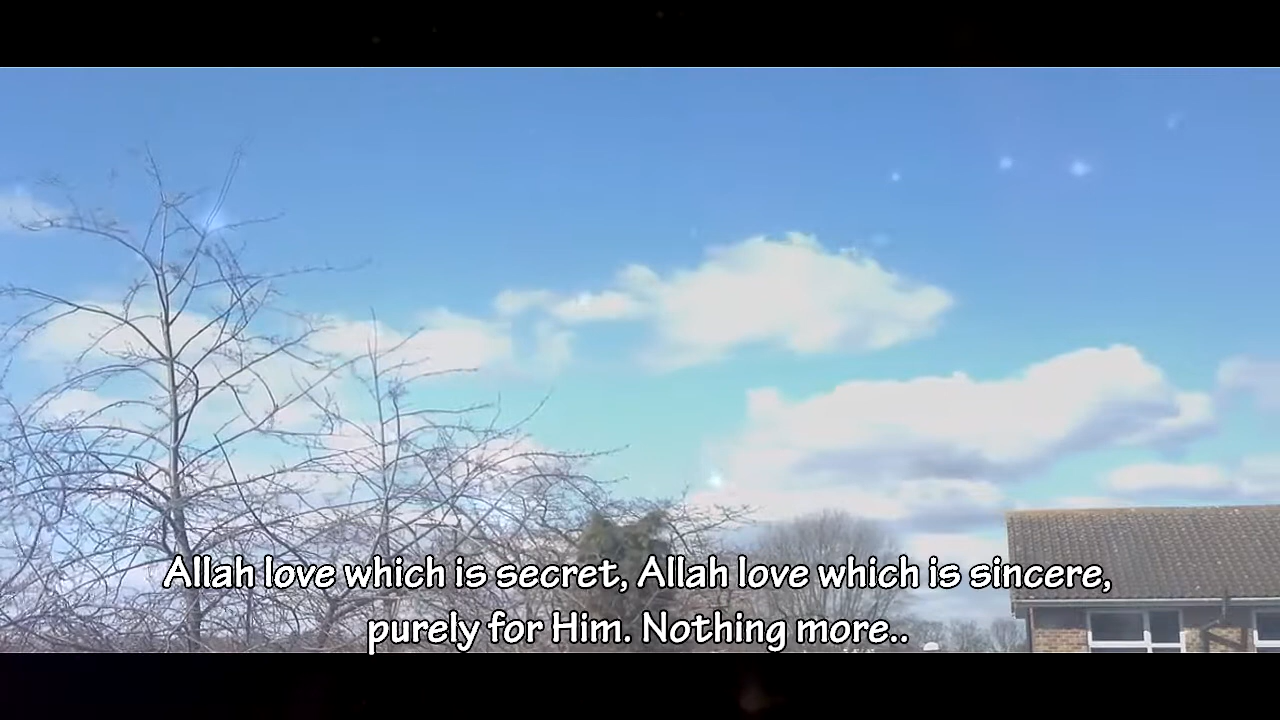 Allah love which is secret, Allah love which is sincere,
purely for Him. Nothing more..